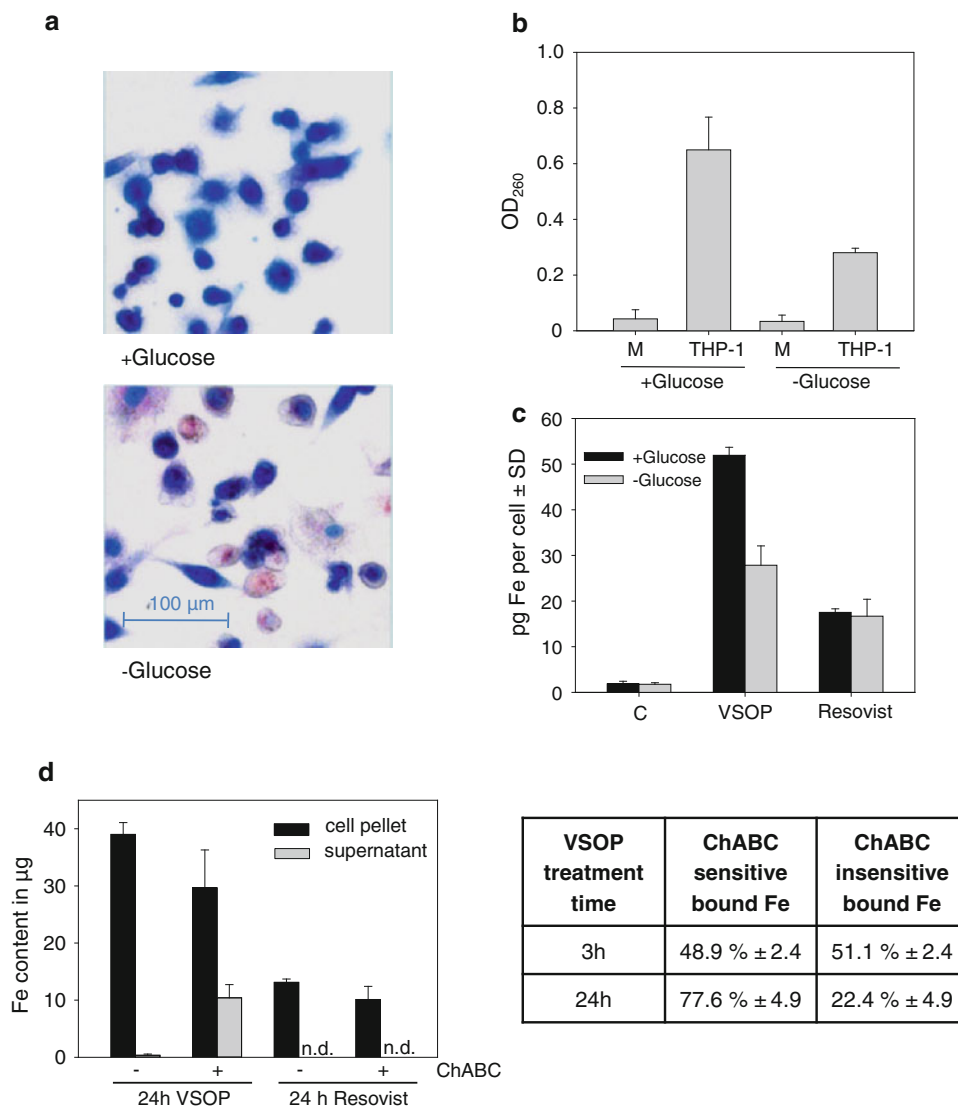 a
+Glucose
100 µm
-Glucose
b
1.0
0.8
0.6
0.4
0.2
0
OD260
M THP-1 M THP-1
+Glucose -Glucose
c
60
50
40
30
20
10
0
pg Fe per cell ± SD
+Glucose
-Glucose
C VSOP Resovist
d
40
30
20
10
0
Fe content in µg
cell pellet
supernatant
n.d. n.d.
- + - + ChABC
24h VSOP 24 h Resovist
VSOP treatment time
ChABC sensitive bound Fe
ChABC insensitive bound Fe
3h 48.9 % ± 2.4 51.1 % ± 2.4
24h 77.6 % ± 4.9 22.4 % ± 4.9